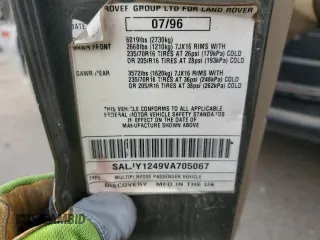 ROVER GROUP LTD FOR LAND ROVER
07/96
6019lbs (2730kg)
FRONT 2668lbs (1210kg) 7JX16 RIMS WITH
235/70R16 TIRES AT 26psi (179kPa) COLD
OR 205/R16 TIRES AT 28psi (193kPa) COLD
GAWR REAR 3572lbs (1620kg) 7JX16 RIMS WITH
235/70R16 TIRES AT 36psi (248kPa) COLD
OR 205/R16 TIRES AT 38psi (262kPa) COLD
THIS VEHICLE CONFORMS TO ALL APPLICABLE
FEDERAL MOTOR VEHICLE SAFETY STANDARDS
IN EFFECT ON THE DATE OF
MANUFACTURE SHOWN ABOVE
SALJY1249VA705067
TYPE MULTIPURPOSE PASSENGER VEHICLE
DISCOVERY MFD IN THE UK